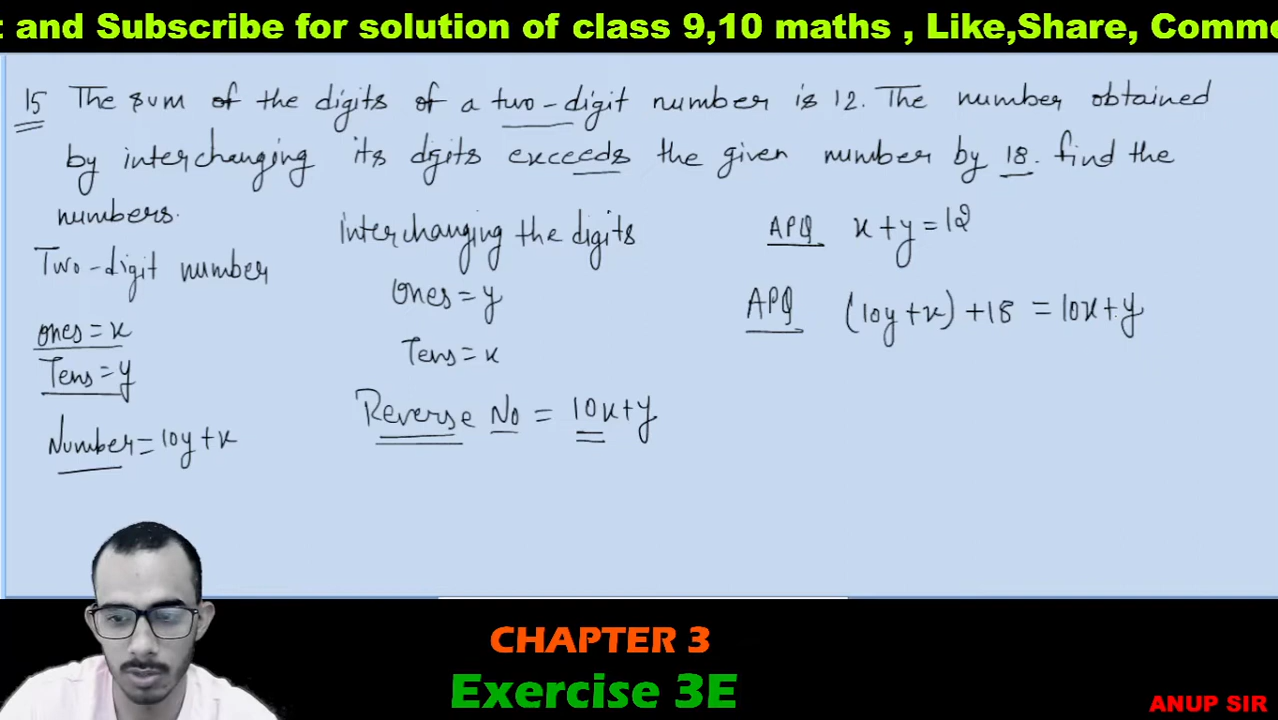 t and Subscribe for solution of class 9,10 maths , Like,Share, Comme
15 The sum of the digits of a two-digit number is 12. The number obtained
by interchanging its digits exceeds the given number by 18. find the
numbers.
Two-digit number
Ones = x
Tens = y
Number = 10y + x
Interchanging the digits
Ones = y
Tens = x
Reverse No = 10x+y
APQ x + y = 12
APQ (10y + x) + 18 = 10x + y
CHAPTER 3
Exercise 3E
ANUP SIR